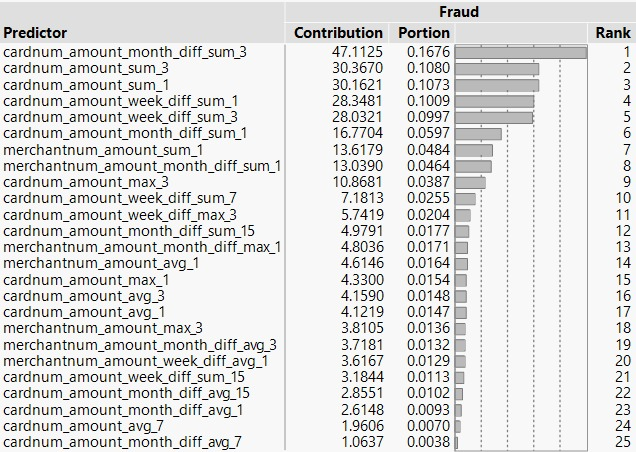 Fraud
Predictor Contribution Portion Rank
cardnum_amount_month_diff_sum_3 47.1125 0.1676 1
cardnum_amount_sum_3 30.3670 0.1080 2
cardnum_amount_sum_1 30.1621 0.1073 3
cardnum_amount_week_diff_sum_1 28.3481 0.1009 4
cardnum_amount_week_diff_sum_3 28.0321 0.0997 5
cardnum_amount_month_diff_sum_1 16.7704 0.0597 6
merchantnum_amount_sum_1 13.6179 0.0484 7
merchantnum_amount_month_diff_sum_1 13.0390 0.0464 8
cardnum_amount_max_3 10.8681 0.0387 9
cardnum_amount_week_diff_sum_7 7.1813 0.0255 10
cardnum_amount_week_diff_max_3 5.7419 0.0204 11
cardnum_amount_month_diff_sum_15 4.9791 0.0177 12
merchantnum_amount_month_diff_max_1 4.8036 0.0171 13
merchantnum_amount_avg_1 4.6146 0.0164 14
cardnum_amount_max_1 4.3300 0.0154 15
cardnum_amount_avg_3 4.1590 0.0148 16
cardnum_amount_avg_1 4.1219 0.0147 17
merchantnum_amount_max_3 3.8105 0.0136 18
merchantnum_amount_month_diff_avg_3 3.7181 0.0132 19
merchantnum_amount_week_diff_avg_1 3.6167 0.0129 20
cardnum_amount_week_diff_sum_15 3.1844 0.0113 21
cardnum_amount_month_diff_avg_15 2.8551 0.0102 22
cardnum_amount_month_diff_avg_1 2.6148 0.0093 23
cardnum_amount_avg_7 1.9606 0.0070 24
cardnum_amount_month_diff_avg_7 1.0637 0.0038 25